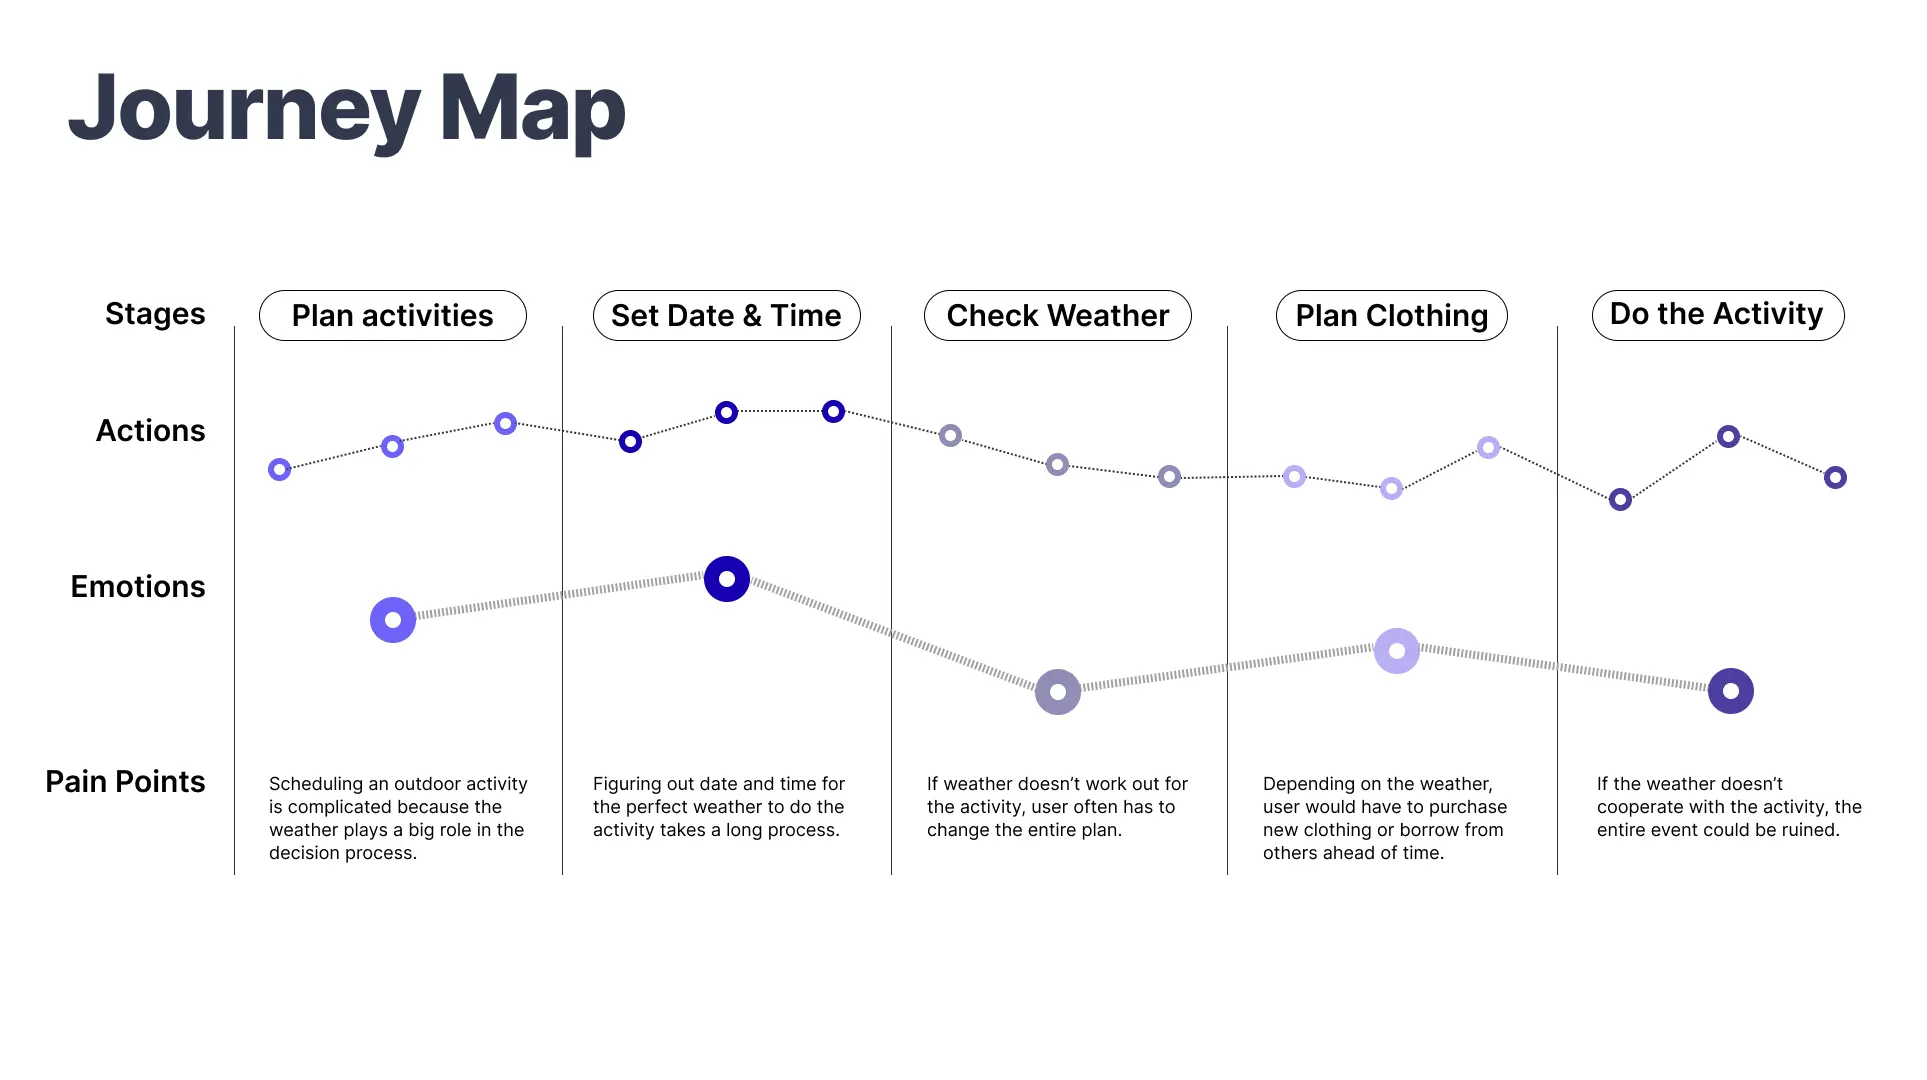 Journey Map
Stages
Plan activities
Set Date & Time
Check Weather
Plan Clothing
Do the Activity
Actions
Emotions
Pain Points
Scheduling an outdoor activity
is complicated because the
weather plays a big role in the
decision process.
Figuring out date and time for
the perfect weather to do the
activity takes a long process.
If weather doesn’t work out for
the activity, user often has to
change the entire plan.
Depending on the weather,
user would have to purchase
new clothing or borrow from
others ahead of time.
If the weather doesn’t
cooperate with the activity, the
entire event could be ruined.